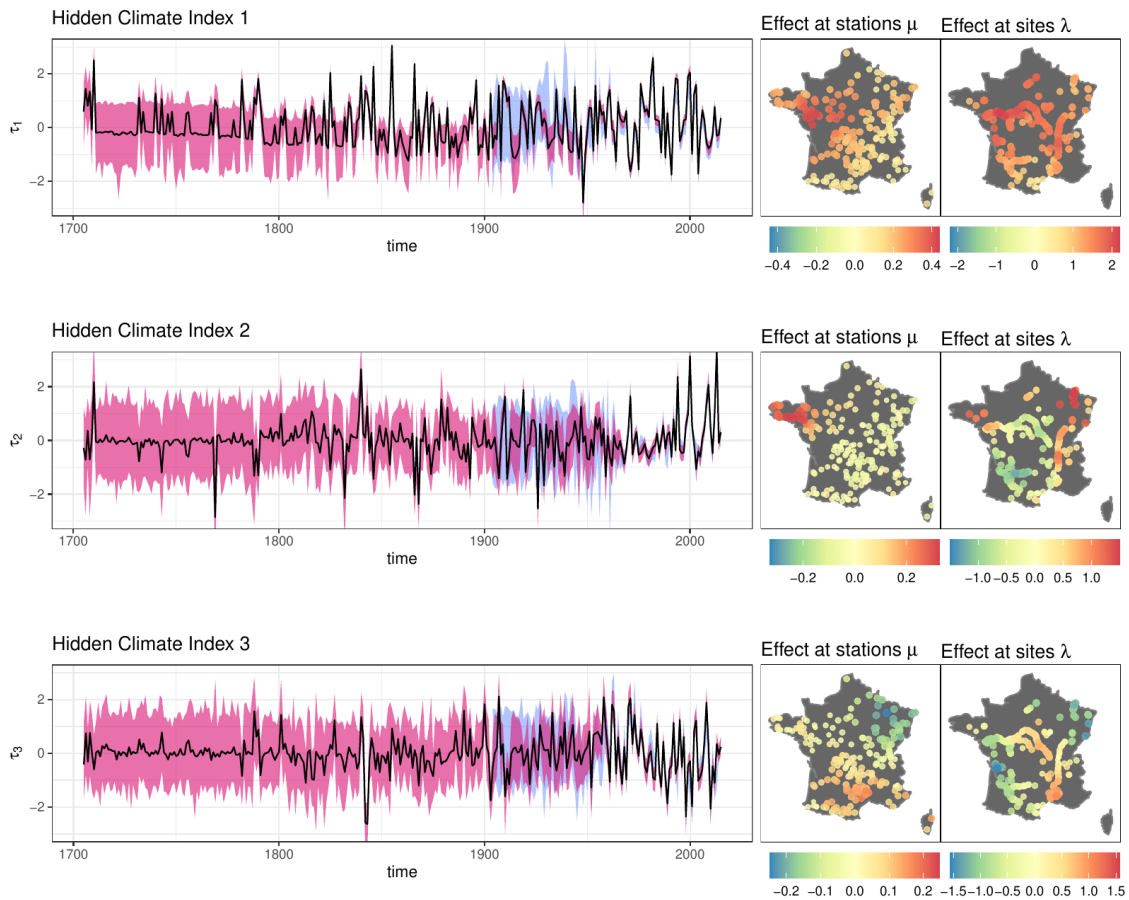 Hidden Climate Index 1
Effect at stations μ
Effect at sites λ
2
0
−2
τ1
1700
1800
1900
2000
time
−0.4 −0.2 0.0 0.2 0.4
−2 −1 0 1 2
Hidden Climate Index 2
Effect at stations μ
Effect at sites λ
2
0
−2
τ2
1700
1800
1900
2000
time
−0.2 0.0 0.2
−1.0 −0.5 0.0 0.5 1.0
Hidden Climate Index 3
Effect at stations μ
Effect at sites λ
2
0
−2
τ3
1700
1800
1900
2000
time
−0.2 −0.1 0.0 0.1 0.2
−1.5 −1.0 −0.5 0.0 0.5 1.0 1.5